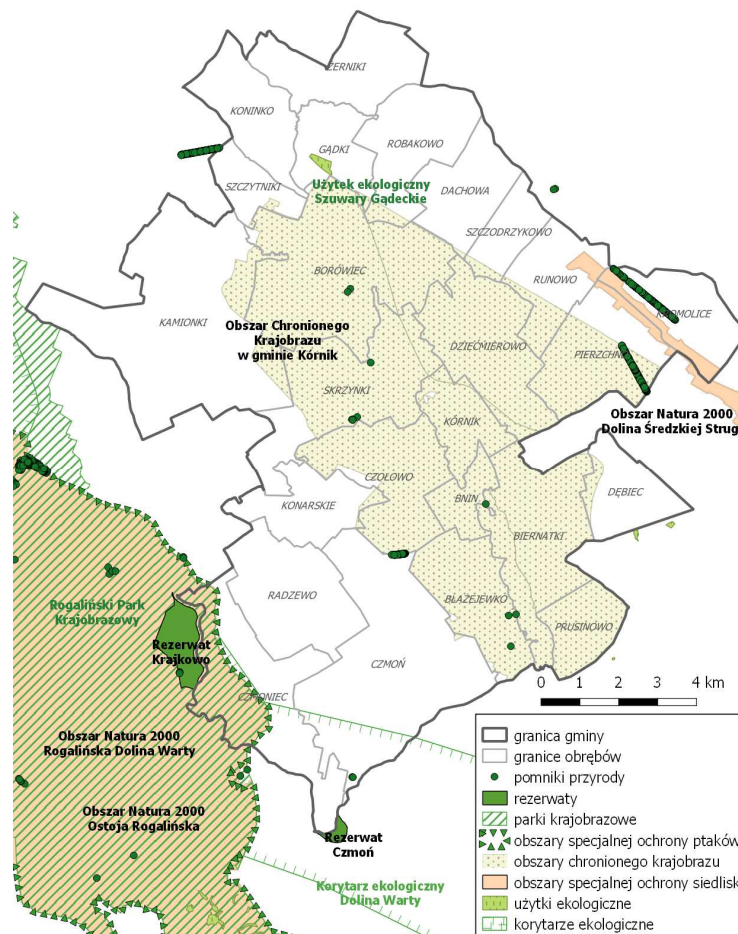 ŻERNIKI
KONINKO
ROBAKOWO
GĄDKI
SZCZYTNIKI
Użytek ekologiczny
Szuwary Gądeckie
DACHOWA
SZCZODRZYKOWO
BORÓWIEC
RUNOWO
KROMOLICE
KAMIONKI
Obszar Chronionego
Krajobrazu
w gminie Kórnik
DZIEĆMIEROWO
PIERZCHNO
SKRZYNKI
Obszar Natura 2000
Dolina Średzkiej Strugi
KÓRNIK
CZOŁOWO
DĘBIEC
KONARSKIE
BNIN
BIERNATKI
RADZEWO
BŁAŻEJEWKO
Rogaliński Park
Krajobrazowy
PRUSINOWO
Rezerwat
Krajkowo
CZMOŃ
CZMONIEC
0 1 2 3 4 km
Obszar Natura 2000
Rogalińska Dolina Warty
Obszar Natura 2000
Ostoja Rogalińska
Rezerwat
Czmoń
Korytarz ekologiczny
Dolina Warty
granica gminy
granice obrębów
pomniki przyrody
rezerwaty
parki krajobrazowe
obszary specjalnej ochrony ptaków
obszary chronionego krajobrazu
obszary specjalnej ochrony siedlisk
użytki ekologiczne
korytarze ekologiczne